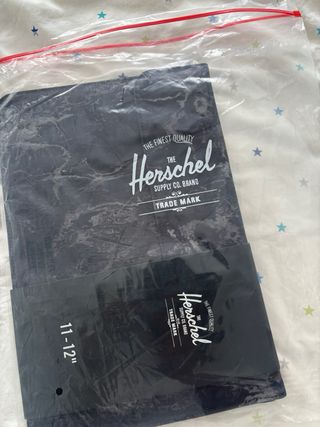 THE FINEST QUALITY
THE
Herschel
SUPPLY CO. BRAND
TRADE MARK
THE FINEST QUALITY
THE
Herschel
SUPPLY CO. BRAND
TRADE MARK
11-12"